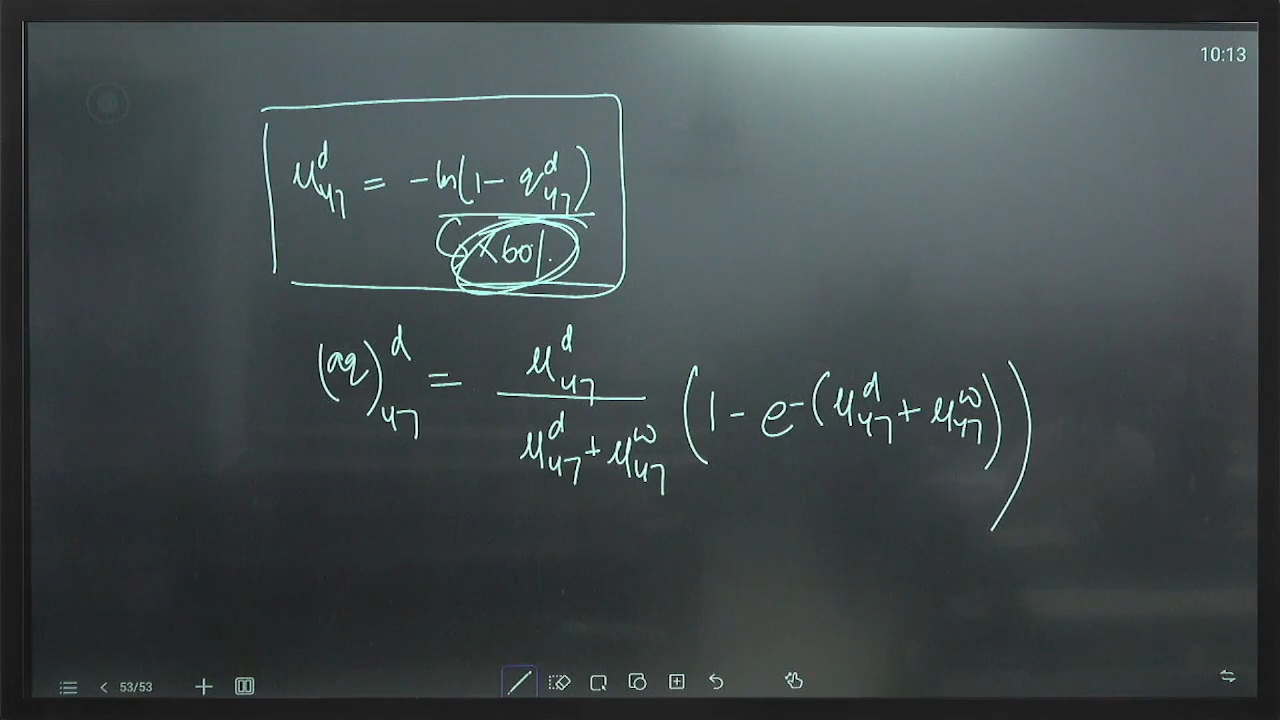 10:13
μ^d_47 = -ln(1 - q^d_47)
×60%
(aq)^d_47 = μ^d_47 / (μ^d_47 + μ^w_47) (1 - e^-(μ^d_47 + μ^w_47))
53/53